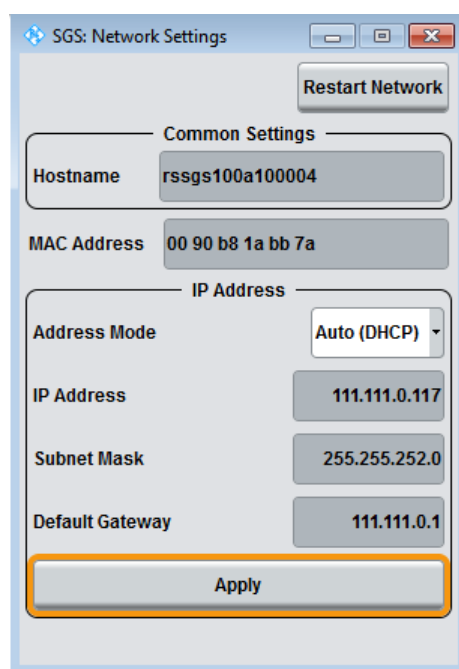 SGS: Network Settings
Restart Network
Common Settings
Hostname rssgs100a100004
MAC Address 00 90 b8 1a bb 7a
IP Address
Address Mode Auto (DHCP)
IP Address 111.111.0.117
Subnet Mask 255.255.252.0
Default Gateway 111.111.0.1
Apply